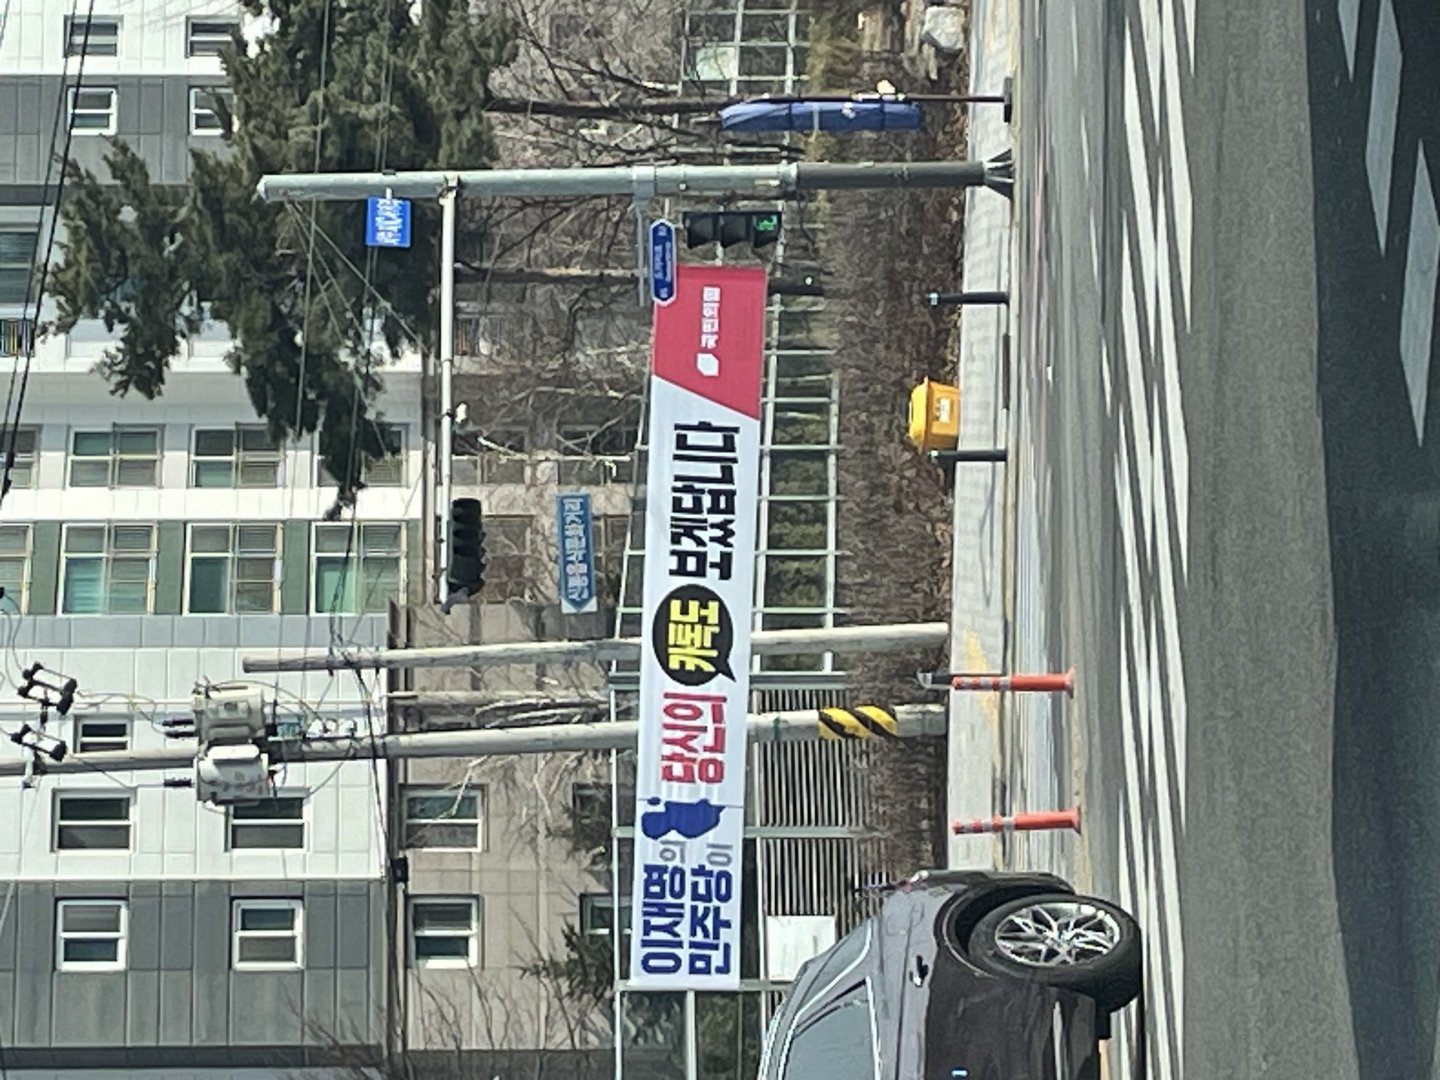 이재명의
민주당이
당신의 카톡도 보겠답니다
국민의힘